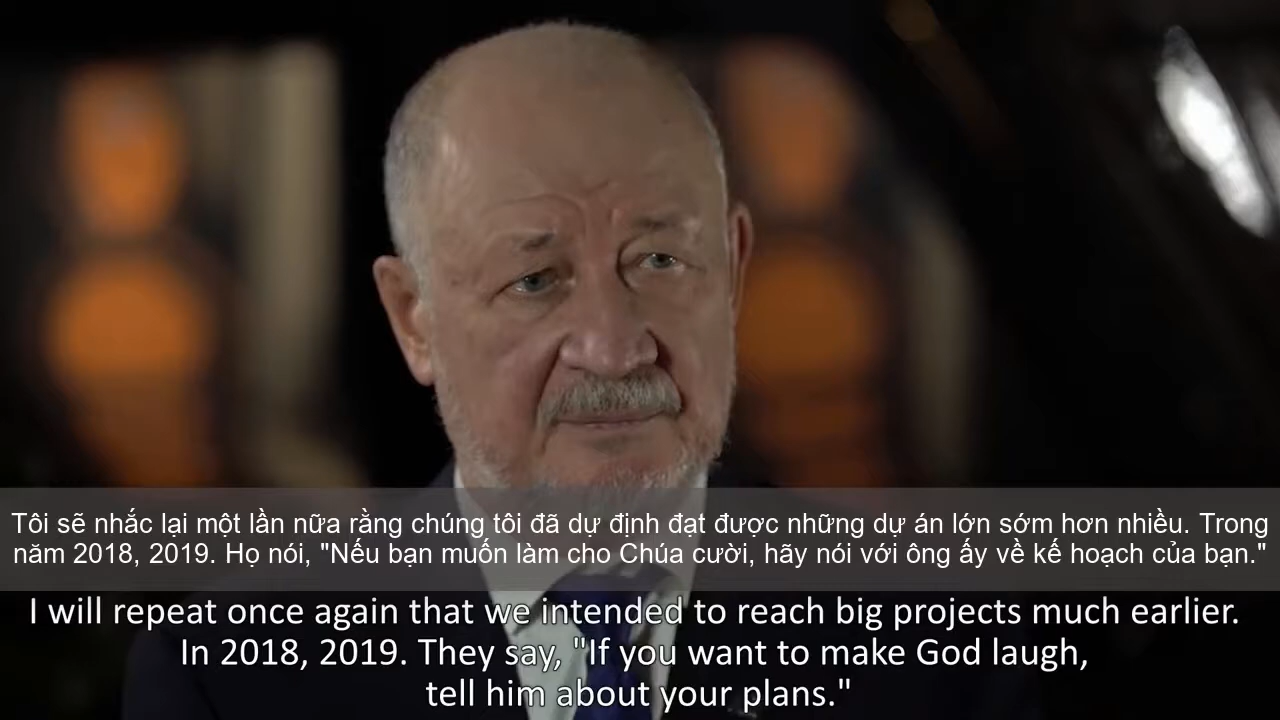 Tôi sẽ nhắc lại một lần nữa rằng chúng tôi đã dự định đạt được những dự án lớn sớm hơn nhiều. Trong
năm 2018, 2019. Họ nói, "Nếu bạn muốn làm cho Chúa cười, hãy nói với ông ấy về kế hoạch của bạn."
I will repeat once again that we intended to reach big projects much earlier.
In 2018, 2019. They say, "If you want to make God laugh,
tell him about your plans."